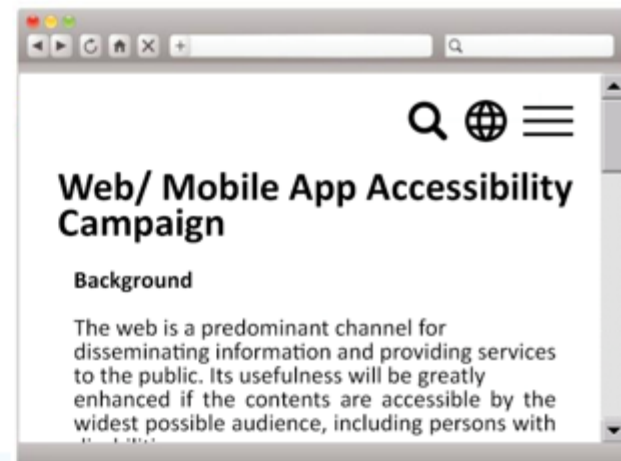 Web/ Mobile App Accessibility
Campaign
Background
The web is a predominant channel for
disseminating information and providing services
to the public. Its usefulness will be greatly
enhanced if the contents are accessible by the
widest possible audience, including persons with